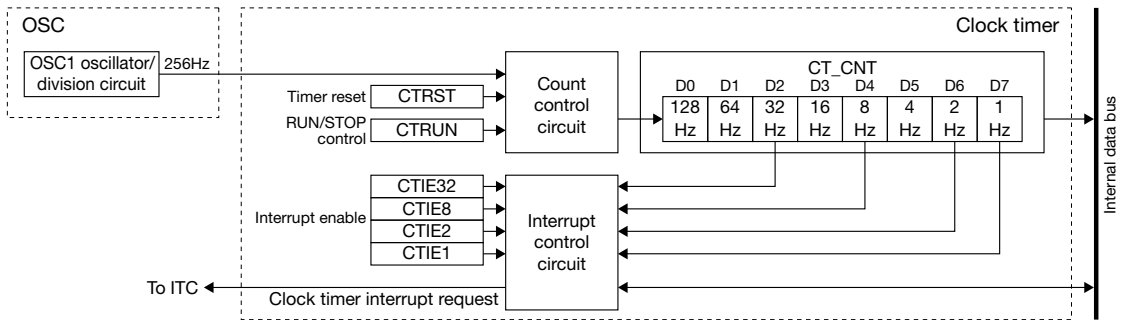 OSC
Clock timer
OSC1 oscillator/
division circuit
256Hz
Timer reset
CTRST
RUN/STOP
control
CTRUN
Count
control
circuit
CT_CNT
D0 D1 D2 D3 D4 D5 D6 D7
128 64 32 16 8 4 2 1
Hz Hz Hz Hz Hz Hz Hz Hz
Internal data bus
Interrupt enable
CTIE32
CTIE8
CTIE2
CTIE1
Interrupt
control
circuit
To ITC
Clock timer interrupt request